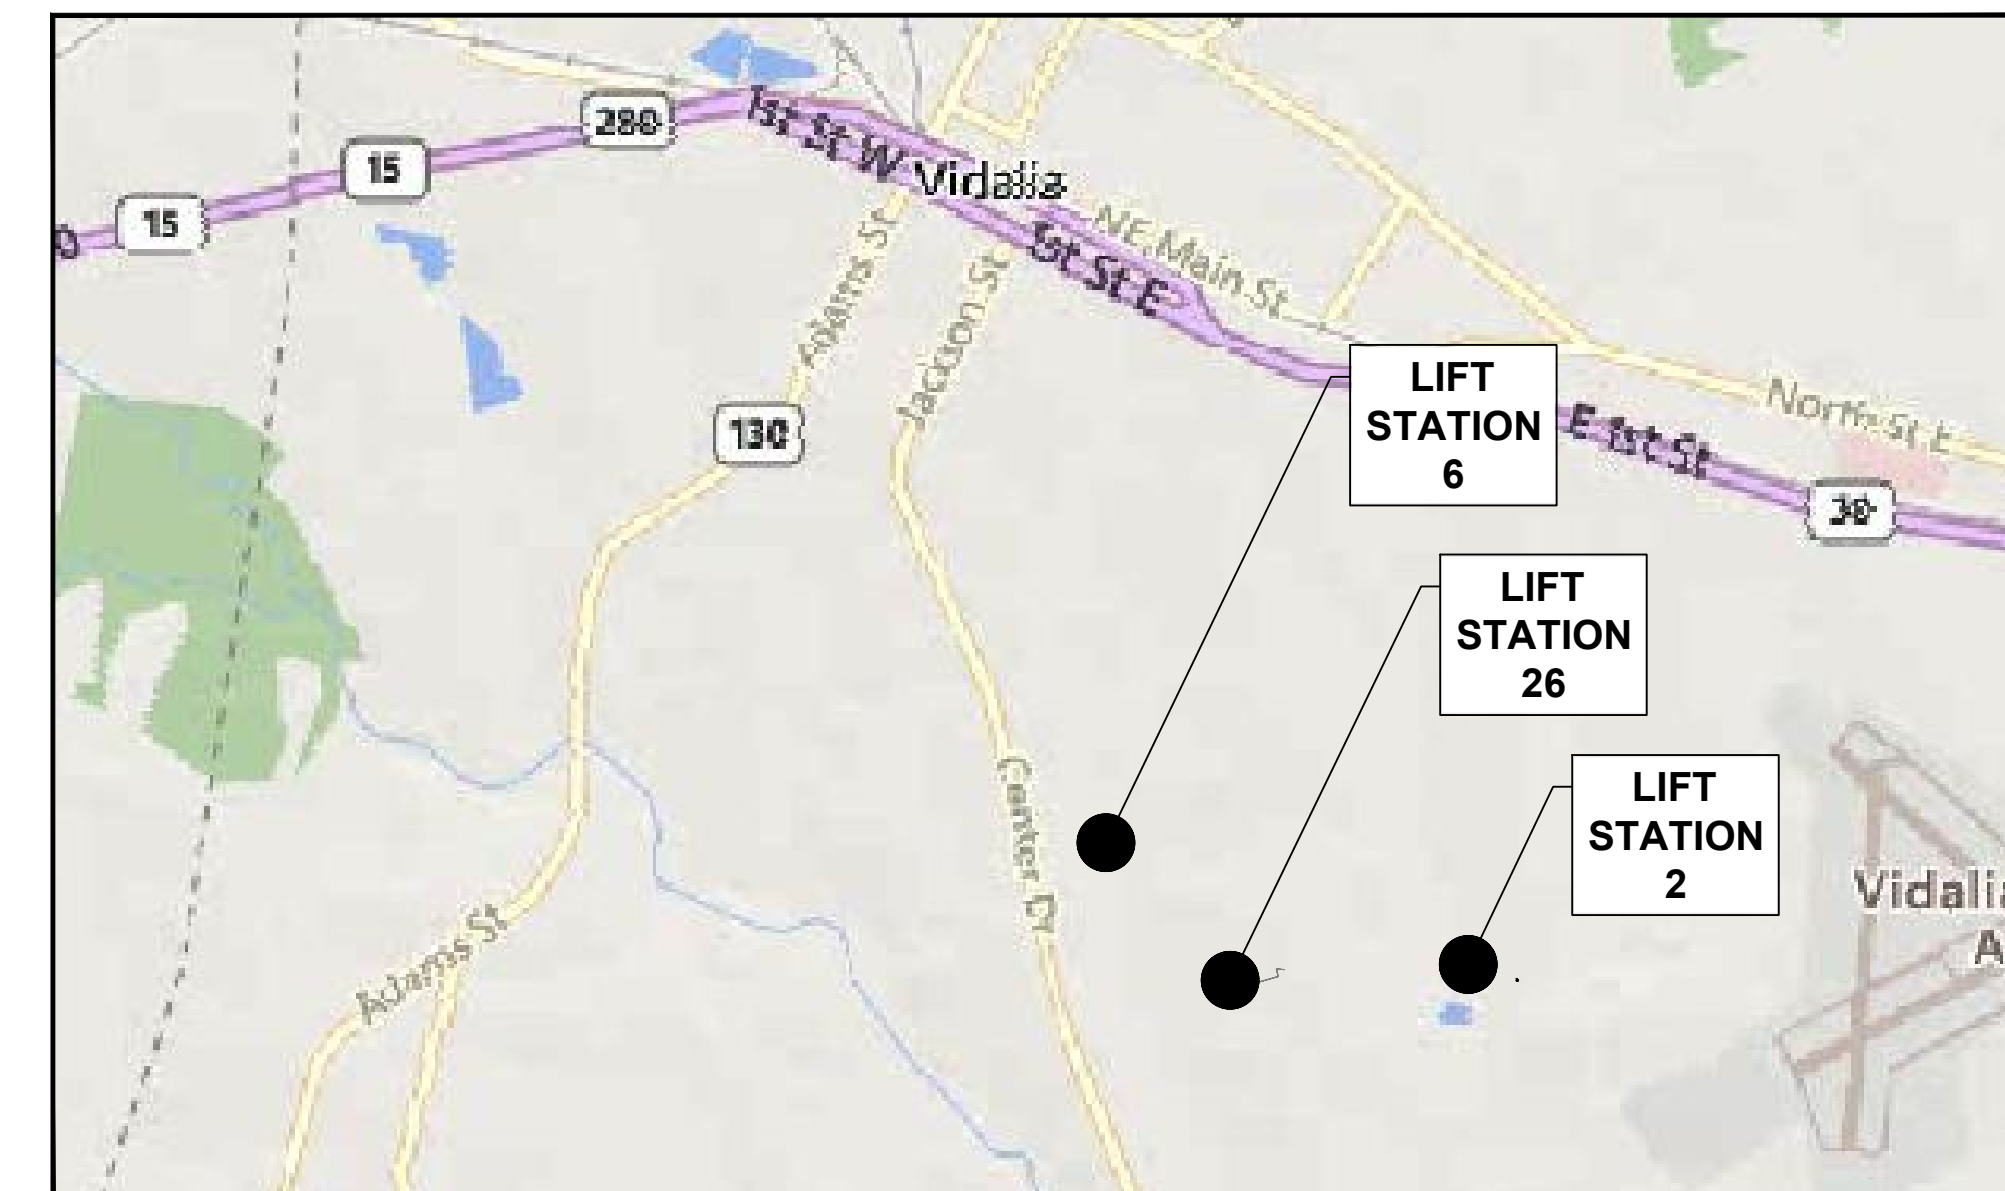 280
15
15
1st St W
Vidalia
NE Main St
Adams St
Jackson St
1st St E
130
LIFT
STATION
6
North St E
E 1st St
30
LIFT
STATION
26
Center Dr
LIFT
STATION
2
Vidalia
A
Adams St